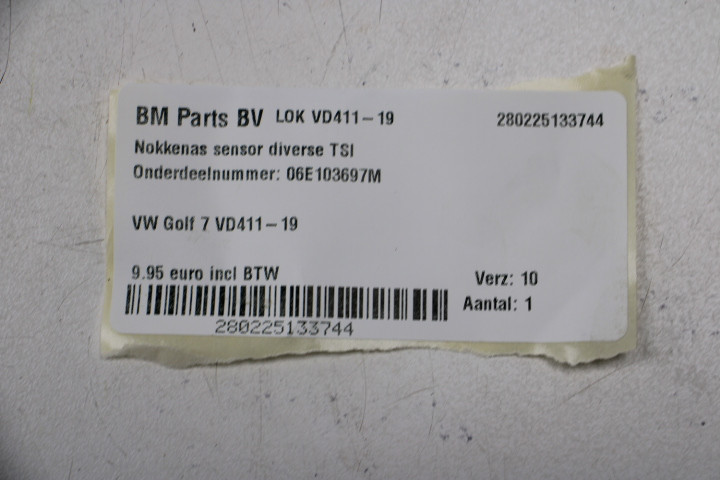 BM Parts BV LOK VD411-19 280225133744
Nokkenas sensor diverse TSI
Onderdeelnummer: 06E103697M
VW Golf 7 VD411-19
9.95 euro incl BTW Verz: 10
Aantal: 1
280225133744